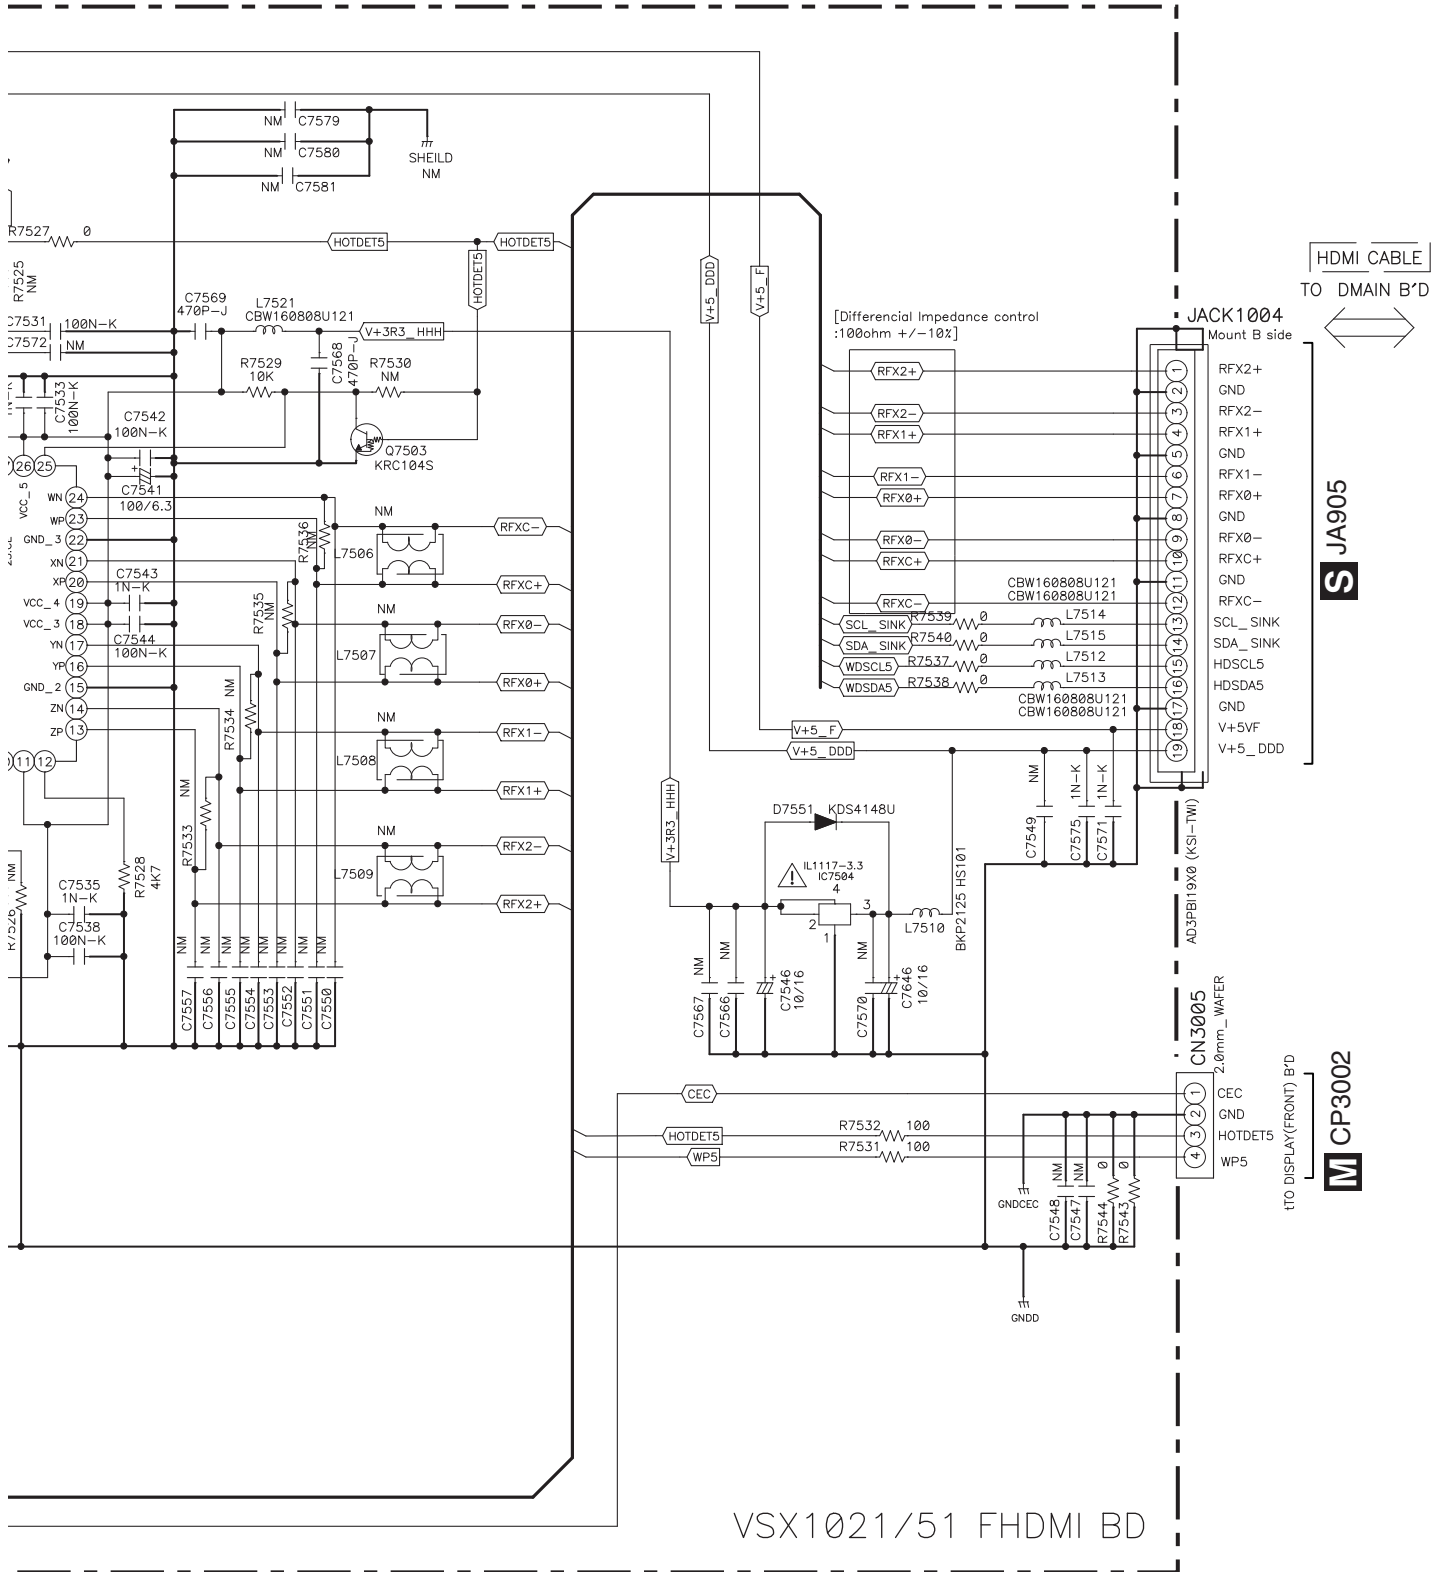 NM C7579
NM C7580
NM C7581
SHEILD
NM
R7527 0
HOTDET5
HOTDET5
HOTDET5
R7525
NM
C7531 100N-K
C7572 NM
C7569
470P-J
L7521
CBW160808U121
V+3R3_HHH
C7568
470P-J
R7529
10K
R7530
NM
C7533
100N-K
C7542
100N-K
Q7503
KRC104S
C7541
100/6.3
+
26
25
VCC_5
WN 24
WP 23
GND_3 22
XN 21
XP 20
VCC_4 19
VCC_3 18
YN 17
YP 16
GND_2 15
ZN 14
ZP 13
11
12
C7543
1N-K
C7544
100N-K
R7536
NM
R7535
NM
R7534
NM
R7533
NM
NM
L7506
RFXC-
RFXC+
NM
L7507
RFX0-
RFX0+
NM
L7508
RFX1-
RFX1+
NM
L7509
RFX2-
RFX2+
R7528
4K7
C7535
1N-K
C7538
100N-K
R7526
NM
NM
NM
NM
NM
NM
NM
NM
NM
C7557
C7556
C7555
C7554
C7553
C7552
C7551
C7550
V+5_DDD
V+5_F
[Differencial Impedance control
:100ohm +/-10%]
RFX2+
RFX2-
RFX1+
RFX1-
RFX0+
RFX0-
RFXC+
RFXC-
CBW160808U121
CBW160808U121
SCL_SINK R7539 0 L7514
SDA_SINK R7540 0 L7515
WDSCL5 R7537 0 L7512
WDSDA5 R7538 0 L7513
CBW160808U121
CBW160808U121
V+5_F
V+5_DDD
HDMI CABLE
TO DMAIN B'D
JACK1004
Mount B side
1 RFX2+
2 GND
3 RFX2-
4 RFX1+
5 GND
6 RFX1-
7 RFX0+
8 GND
9 RFX0-
10 RFXC+
11 GND
12 RFXC-
13 SCL_SINK
14 SDA_SINK
15 HDSCL5
16 HDSDA5
17 GND
18 V+5VF
19 V+5_DDD
S JA905
AD3PBI19X0 (KSI-TWI)
NM
C7549
1N-K
C7575
1N-K
C7571
V+3R3_HHH
D7551 KDS4148U
IL1117-3.3
IC7504
4
2
3
1
L7510
BKP2125 HS101
NM
C7567
NM
C7566
+
C7546
10/16
NM
C7570
+
C7646
10/16
CN3005
2.0mm_WAFER
CEC
HOTDET5
R7532 100
WP5
R7531 100
1 CEC
2 GND
3 HOTDET5
4 WP5
tTO DISPLAY(FRONT) B'D
M CP3002
GNDCEC
NM
C7548
NM
C7547
0
R7544
0
R7543
GNDD
VSX1021/51 FHDMI BD